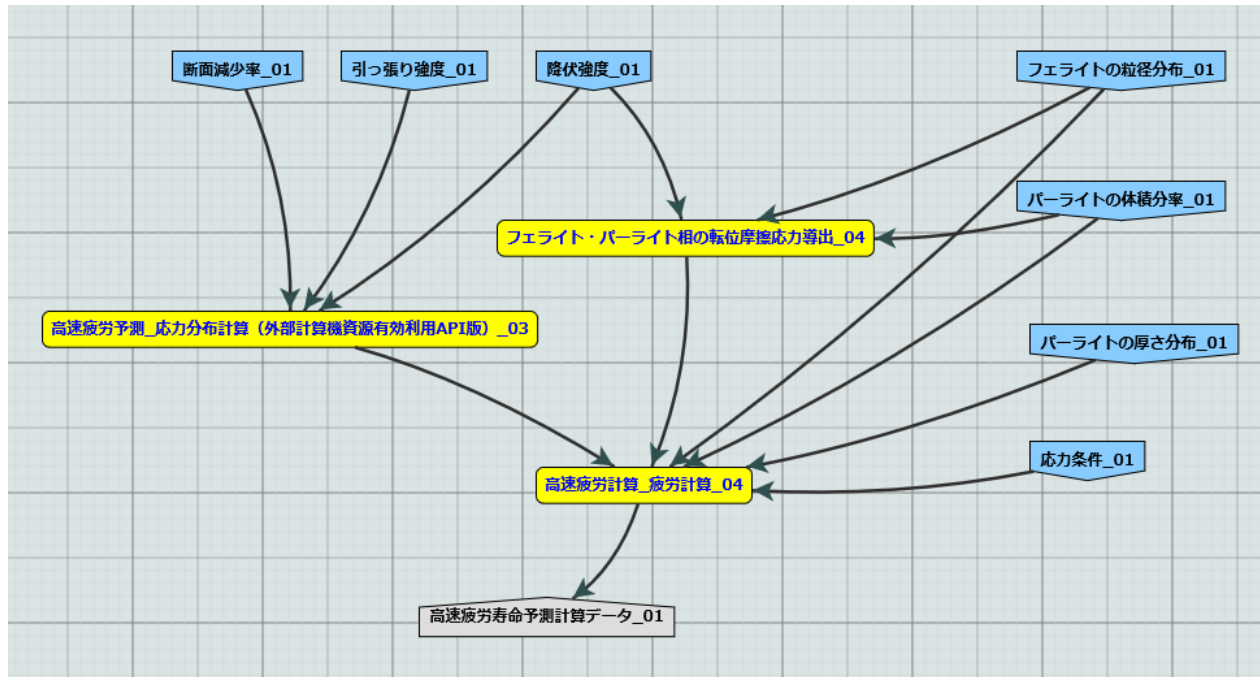 断面減少率_01
引っ張り強度_01
降伏強度_01
フェライトの粒径分布_01
パーライトの体積分率_01
フェライト・パーライト相の転位摩擦応力導出_04
高速疲労予測_応力分布計算（外部計算機資源有効利用API版）_03
パーライトの厚さ分布_01
応力条件_01
高速疲労計算_疲労計算_04
高速疲労寿命予測計算データ_01